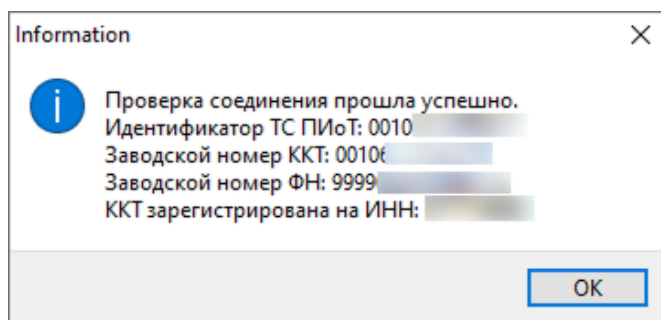 Information
Проверка соединения прошла успешно.
Идентификатор ТС ПИоТ: 0010
Заводской номер ККТ: 00106
Заводской номер ФН: 9999
ККТ зарегистрирована на ИНН:
OK